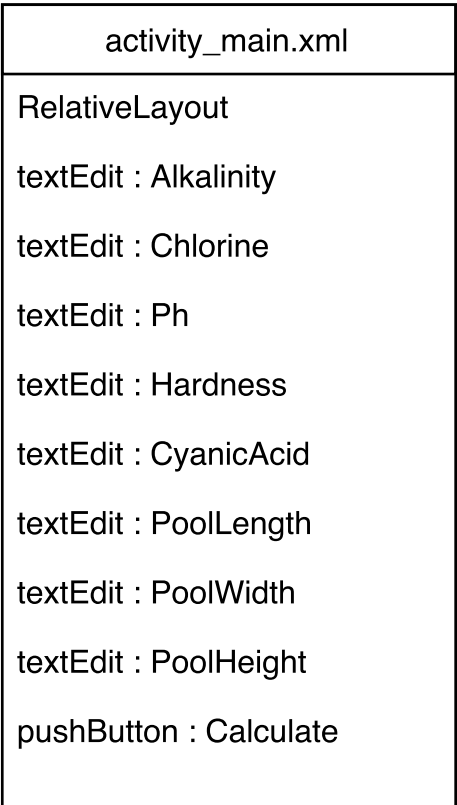 activity_main.xml
RelativeLayout
textEdit : Alkalinity
textEdit : Chlorine
textEdit : Ph
textEdit : Hardness
textEdit : CyanicAcid
textEdit : PoolLength
textEdit : PoolWidth
textEdit : PoolHeight
pushButton : Calculate